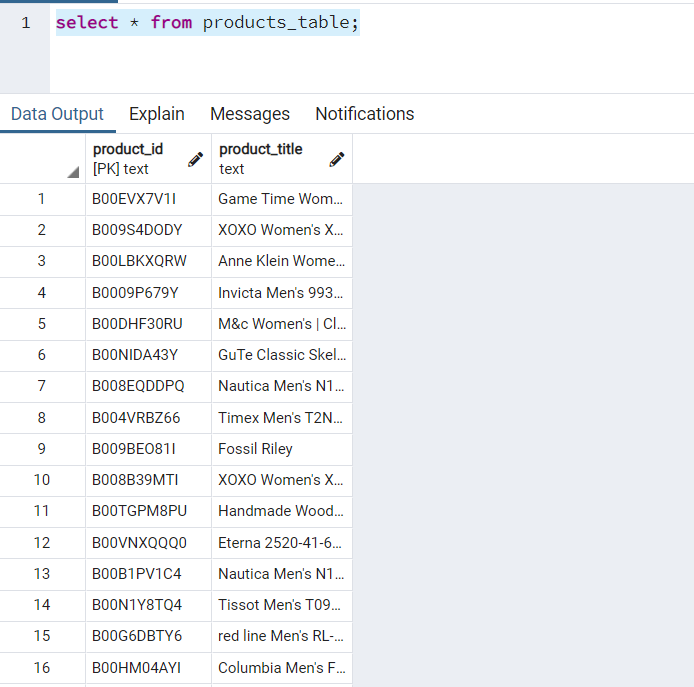 1 select * from products_table;
Data Output Explain Messages Notifications
product_id product_title
[PK] text text
1 B00EVX7V1I Game Time Wom...
2 B009S4DODY XOXO Women's X...
3 B00LBKXQRW Anne Klein Wome...
4 B0009P679Y Invicta Men's 993...
5 B00DHF30RU M&c Women's | Cl...
6 B00NIDA43Y GuTe Classic Skel...
7 B008EQDDPQ Nautica Men's N1...
8 B004VRBZ66 Timex Men's T2N...
9 B009BEO81I Fossil Riley
10 B008B39MTI XOXO Women's X...
11 B00TGPM8PU Handmade Wood...
12 B00VNXQQQ0 Eterna 2520-41-6...
13 B00B1PV1C4 Nautica Men's N1...
14 B00N1Y8TQ4 Tissot Men's T09...
15 B00G6DBTY6 red line Men's RL-...
16 B00HM04AYI Columbia Men's F...